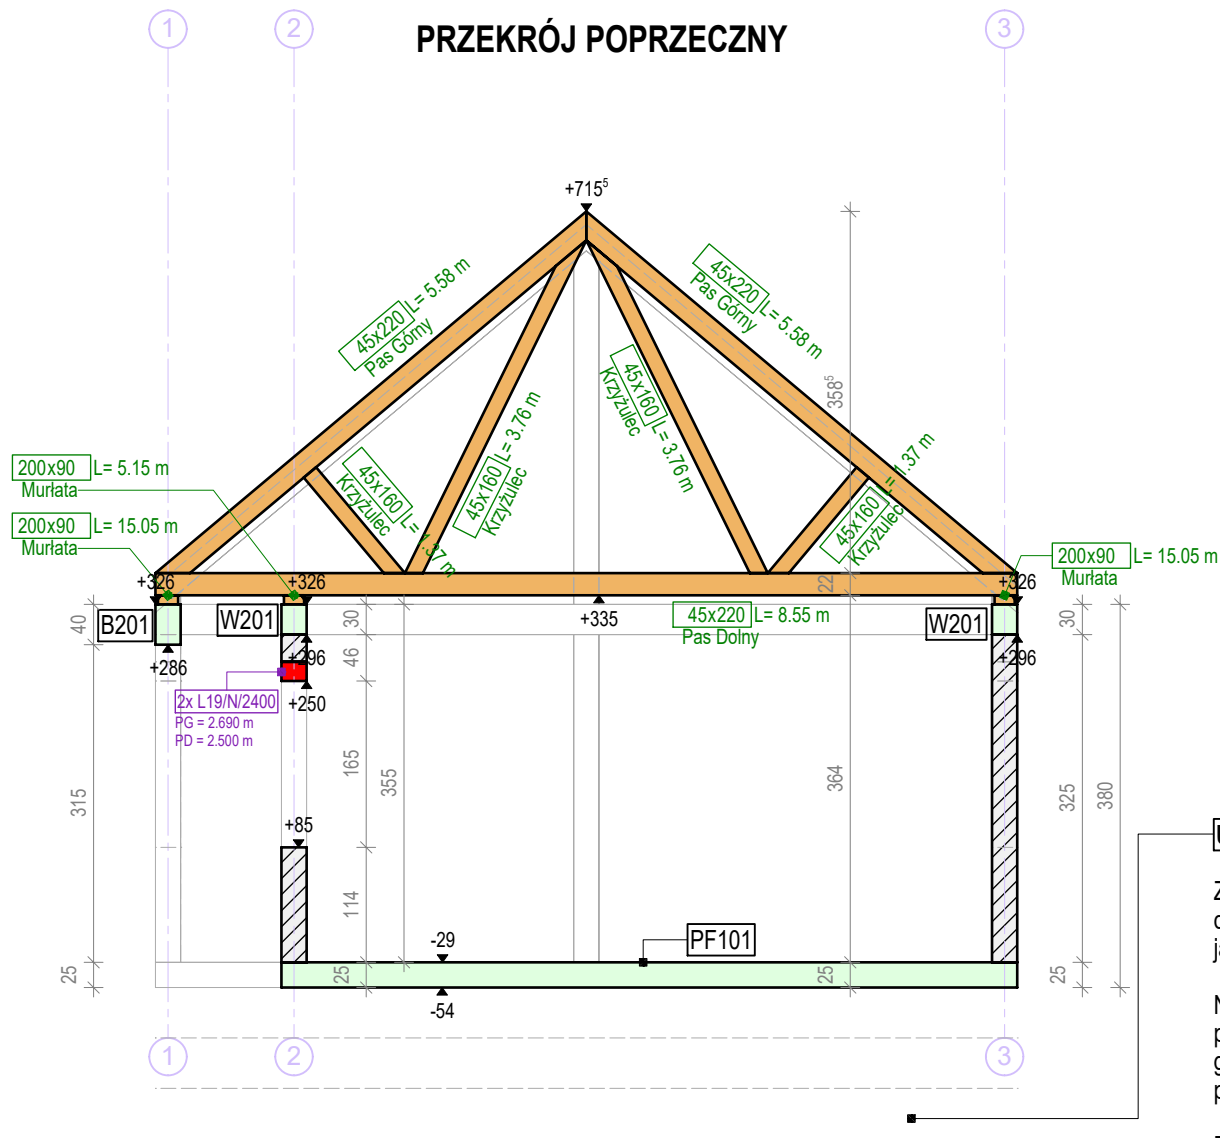 1
2
3
PRZEKRÓJ POPRZECZNY
+715⁵
45x220 L= 5.58 m
Pas Górny
45x220 L= 5.58 m
Pas Górny
358⁵
45x160 L= 1.37 m
Krzyżulec
45x160 L= 3.76 m
Krzyżulec
45x160 L= 3.76 m
Krzyżulec
45x160 L= 1.37 m
Krzyżulec
200x90 L= 5.15 m
Murłata
200x90 L= 15.05 m
Murłata
200x90 L= 15.05 m
Murłata
+326
+326
+326
22
B201
W201
W201
40
30
30
+335
45x220 L= 8.55 m
Pas Dolny
+286
+296
+296
46
2x L19/N/2400
PG = 2.690 m
PD = 2.500 m
+250
315
165
355
364
325
380
+85
114
-29
PF101
25
25
25
25
-54
1
2
3